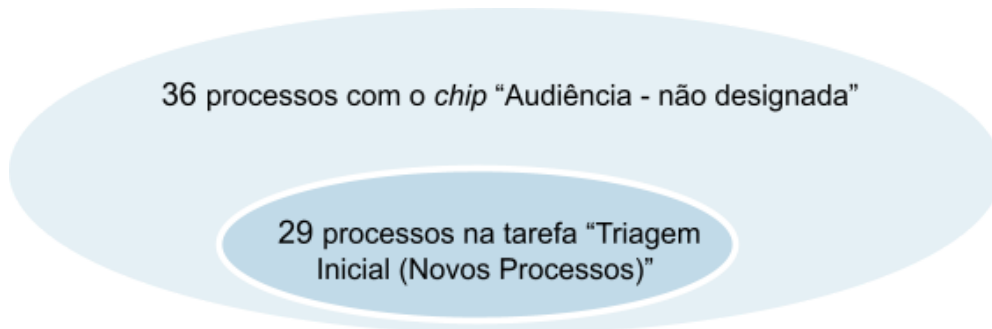 36 processos com o chip “Audiência - não designada”
29 processos na tarefa “Triagem
Inicial (Novos Processos)”